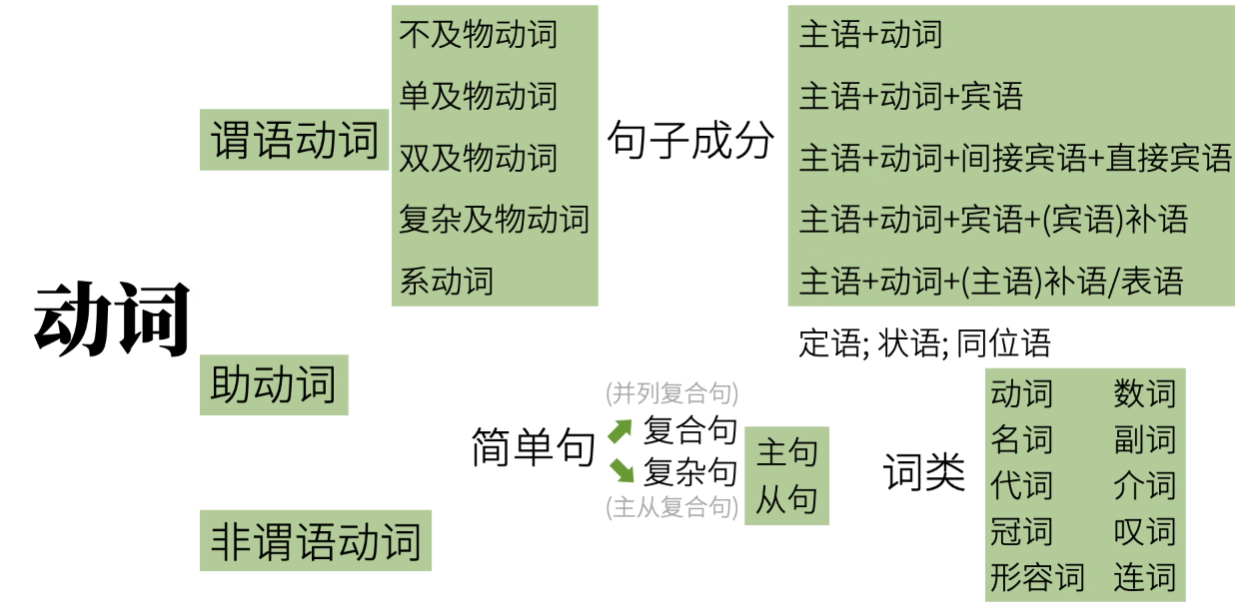 动词
谓语动词
不及物动词
单及物动词
双及物动词
复杂及物动词
系动词
句子成分
主语+动词
主语+动词+宾语
主语+动词+间接宾语+直接宾语
主语+动词+宾语+(宾语)补语
主语+动词+(主语)补语/表语
定语; 状语; 同位语
助动词
非谓语动词
简单句
(并列复合句)
复合句
复杂句
(主从复合句)
主句
从句
词类
动词 数词
名词 副词
代词 介词
冠词 叹词
形容词 连词